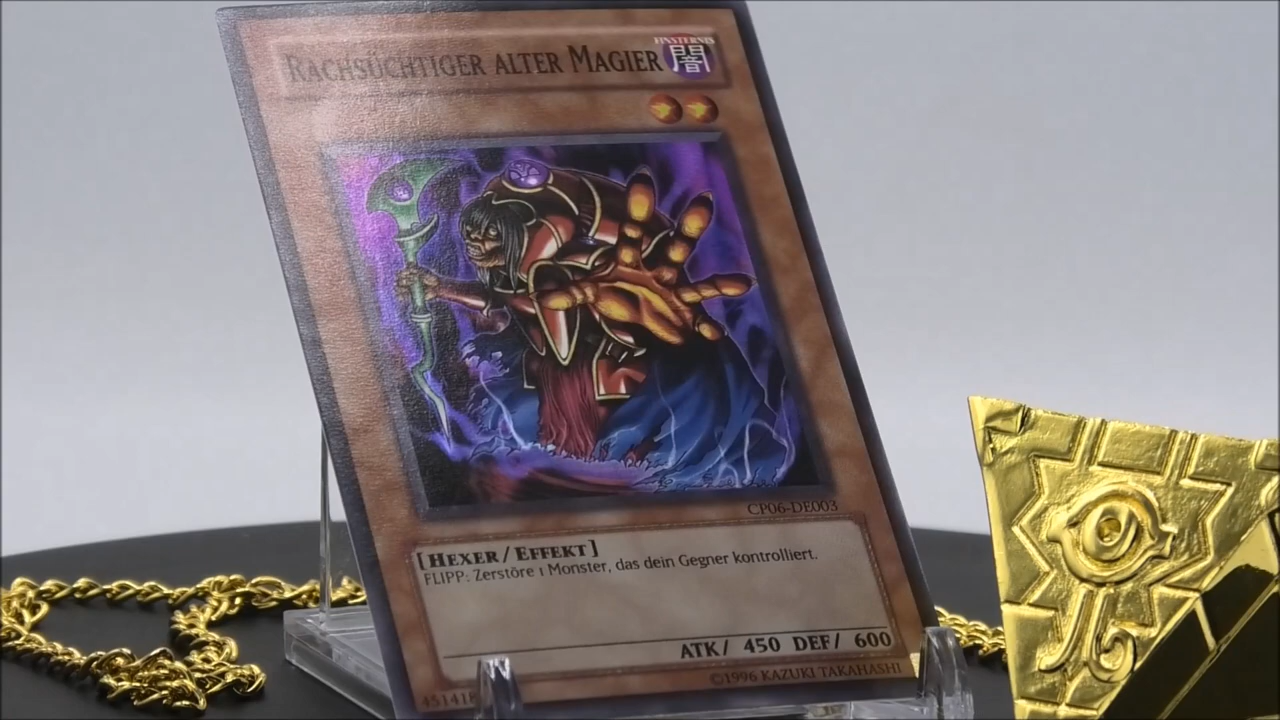 RACHSÜCHTIGER ALTER MAGIER
FINSTERNIS
闇
CP06-DE003
[HEXER/EFFEKT]
FLIPP: Zerstöre 1 Monster, das dein Gegner kontrolliert.
ATK/ 450 DEF/ 600
©1996 KAZUKI TAKAHASHI